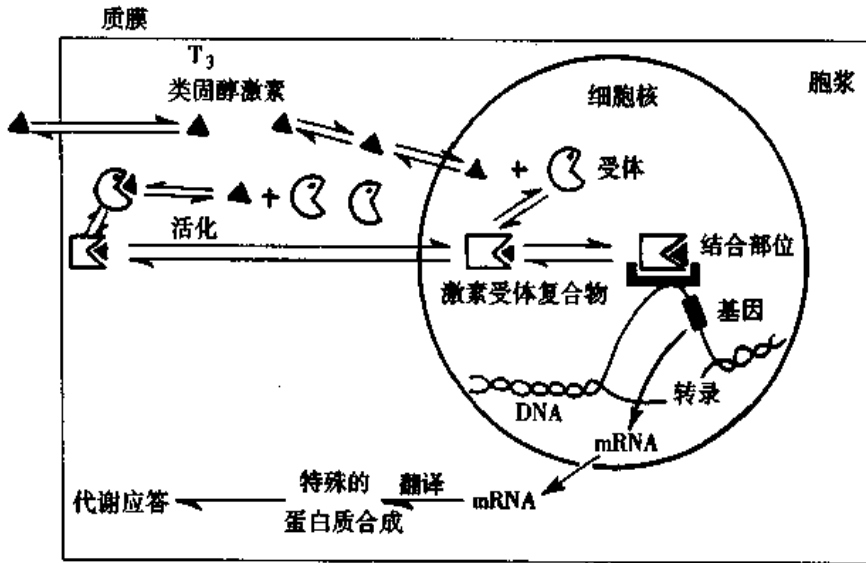 质膜
T₃
类固醇激素
细胞核
胞浆
+
受体
+
活化
激素受体复合物
结合部位
基因
DNA
转录
mRNA
mRNA
翻译
特殊的
蛋白质合成
代谢应答